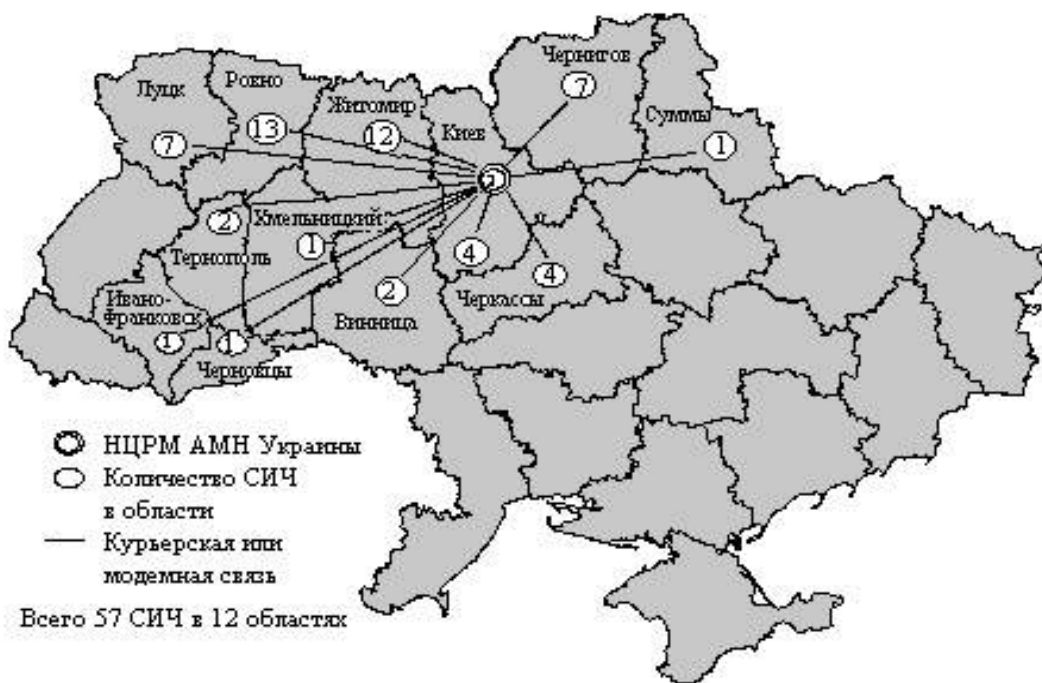 Чернигов
7
Луцк
Ровно
Житомир
Киев
Суммы
7
13
12
1
2
Хмельницкий
1
4
4
Тернополь
2
Черкассы
Ивано-
Франковск
Винница
1
1
Черновцы
НЦРМ АМН Украины
Количество СИЧ
в области
Курьерская или
модемная связь
Всего 57 СИЧ в 12 областях